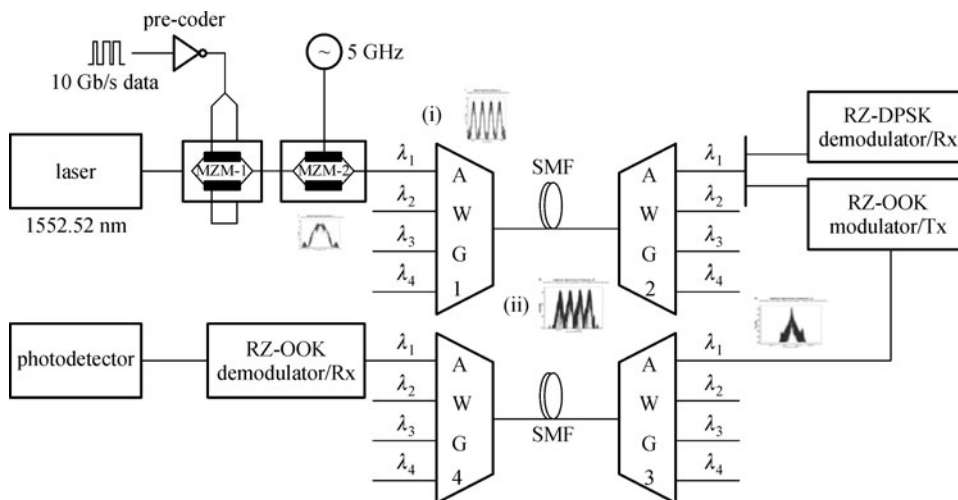 pre-coder
10 Gb/s data
~
5 GHz
(i)
laser
1552.52 nm
MZM-1
MZM-2
λ1
λ2
λ3
λ4
A
W
G
1
SMF
A
W
G
2
λ1
λ2
λ3
λ4
RZ-DPSK
demodulator/Rx
RZ-OOK
modulator/Tx
(ii)
photodetector
RZ-OOK
demodulator/Rx
λ1
λ2
λ3
λ4
A
W
G
4
SMF
A
W
G
3
λ1
λ2
λ3
λ4